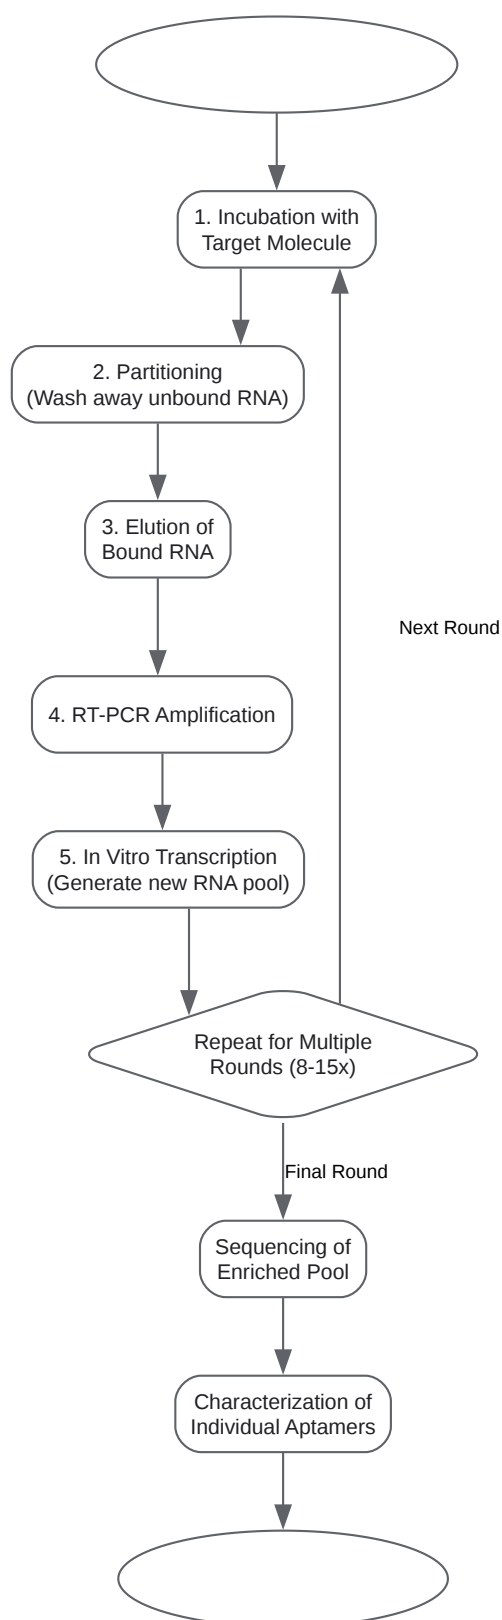 1. Incubation with
Target Molecule
2. Partitioning
(Wash away unbound RNA)
3. Elution of
Bound RNA
Next Round
4. RT-PCR Amplification
5. In Vitro Transcription
(Generate new RNA pool)
Repeat for Multiple
Rounds (8-15x)
Final Round
Sequencing of
Enriched Pool
Characterization of
Individual Aptamers